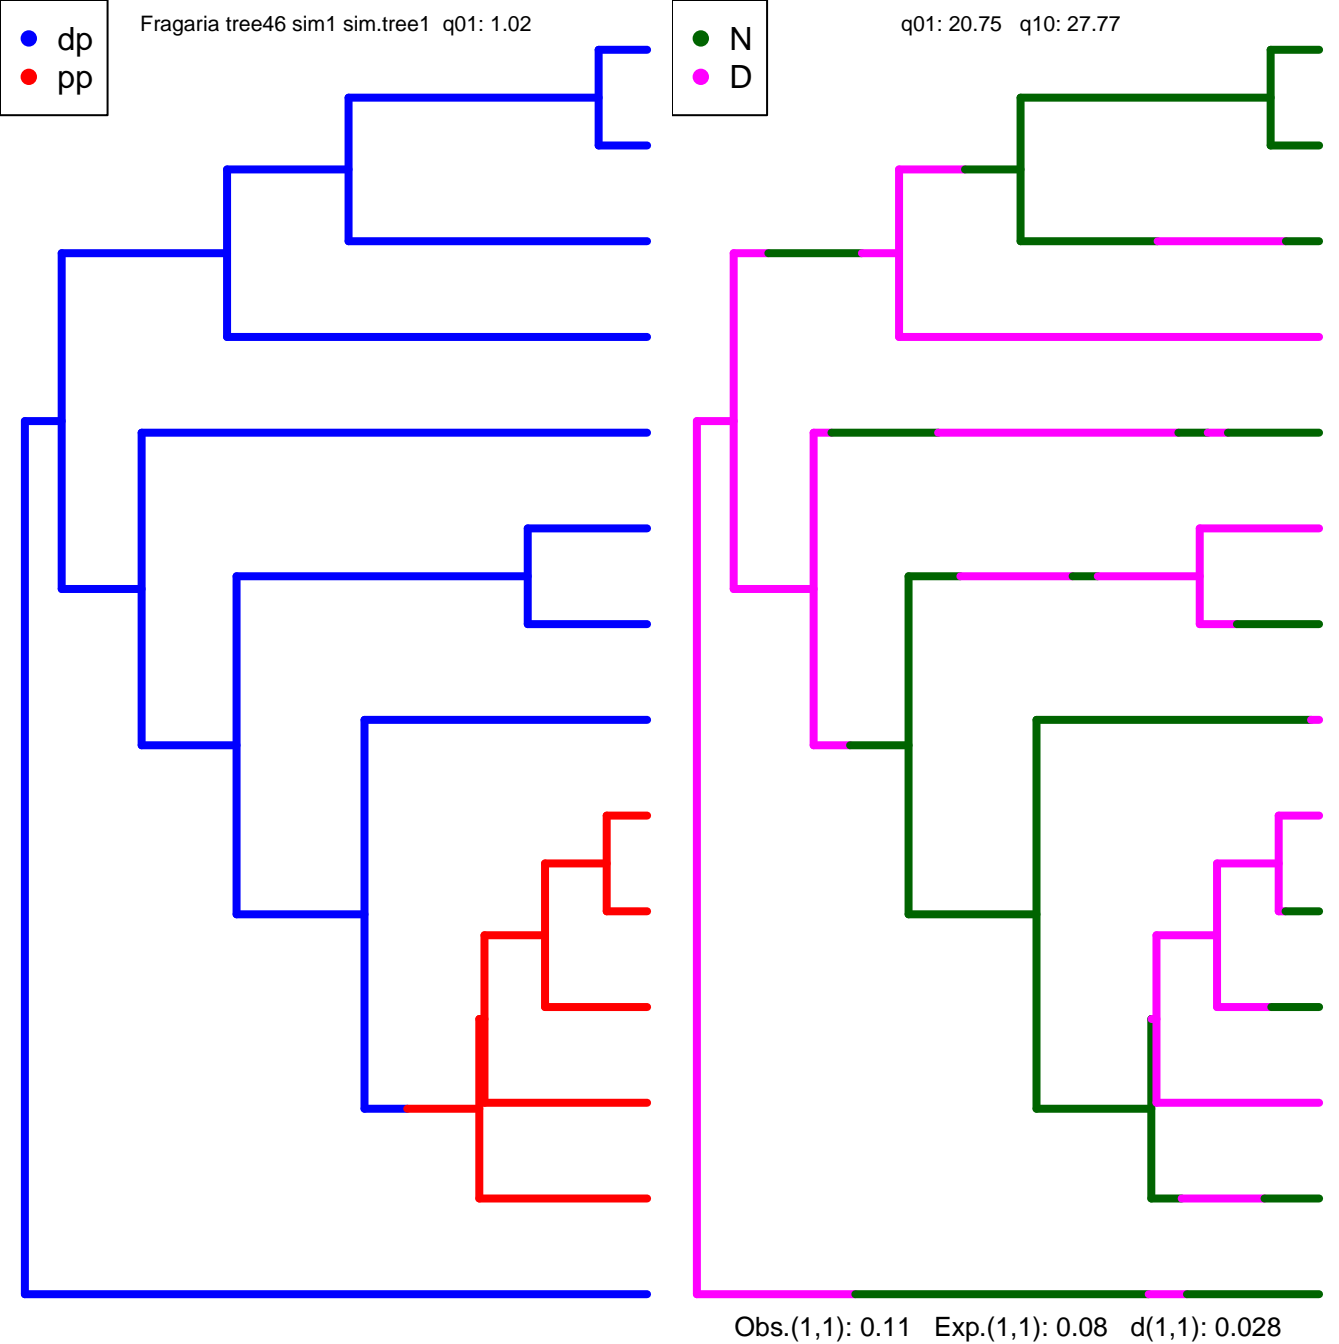 Fragaria tree46 sim1 sim.tree1 q01: 1.02
dp
pp
q01: 20.75 q10: 27.77
N
D
Obs.(1,1): 0.11 Exp.(1,1): 0.08 d(1,1): 0.028